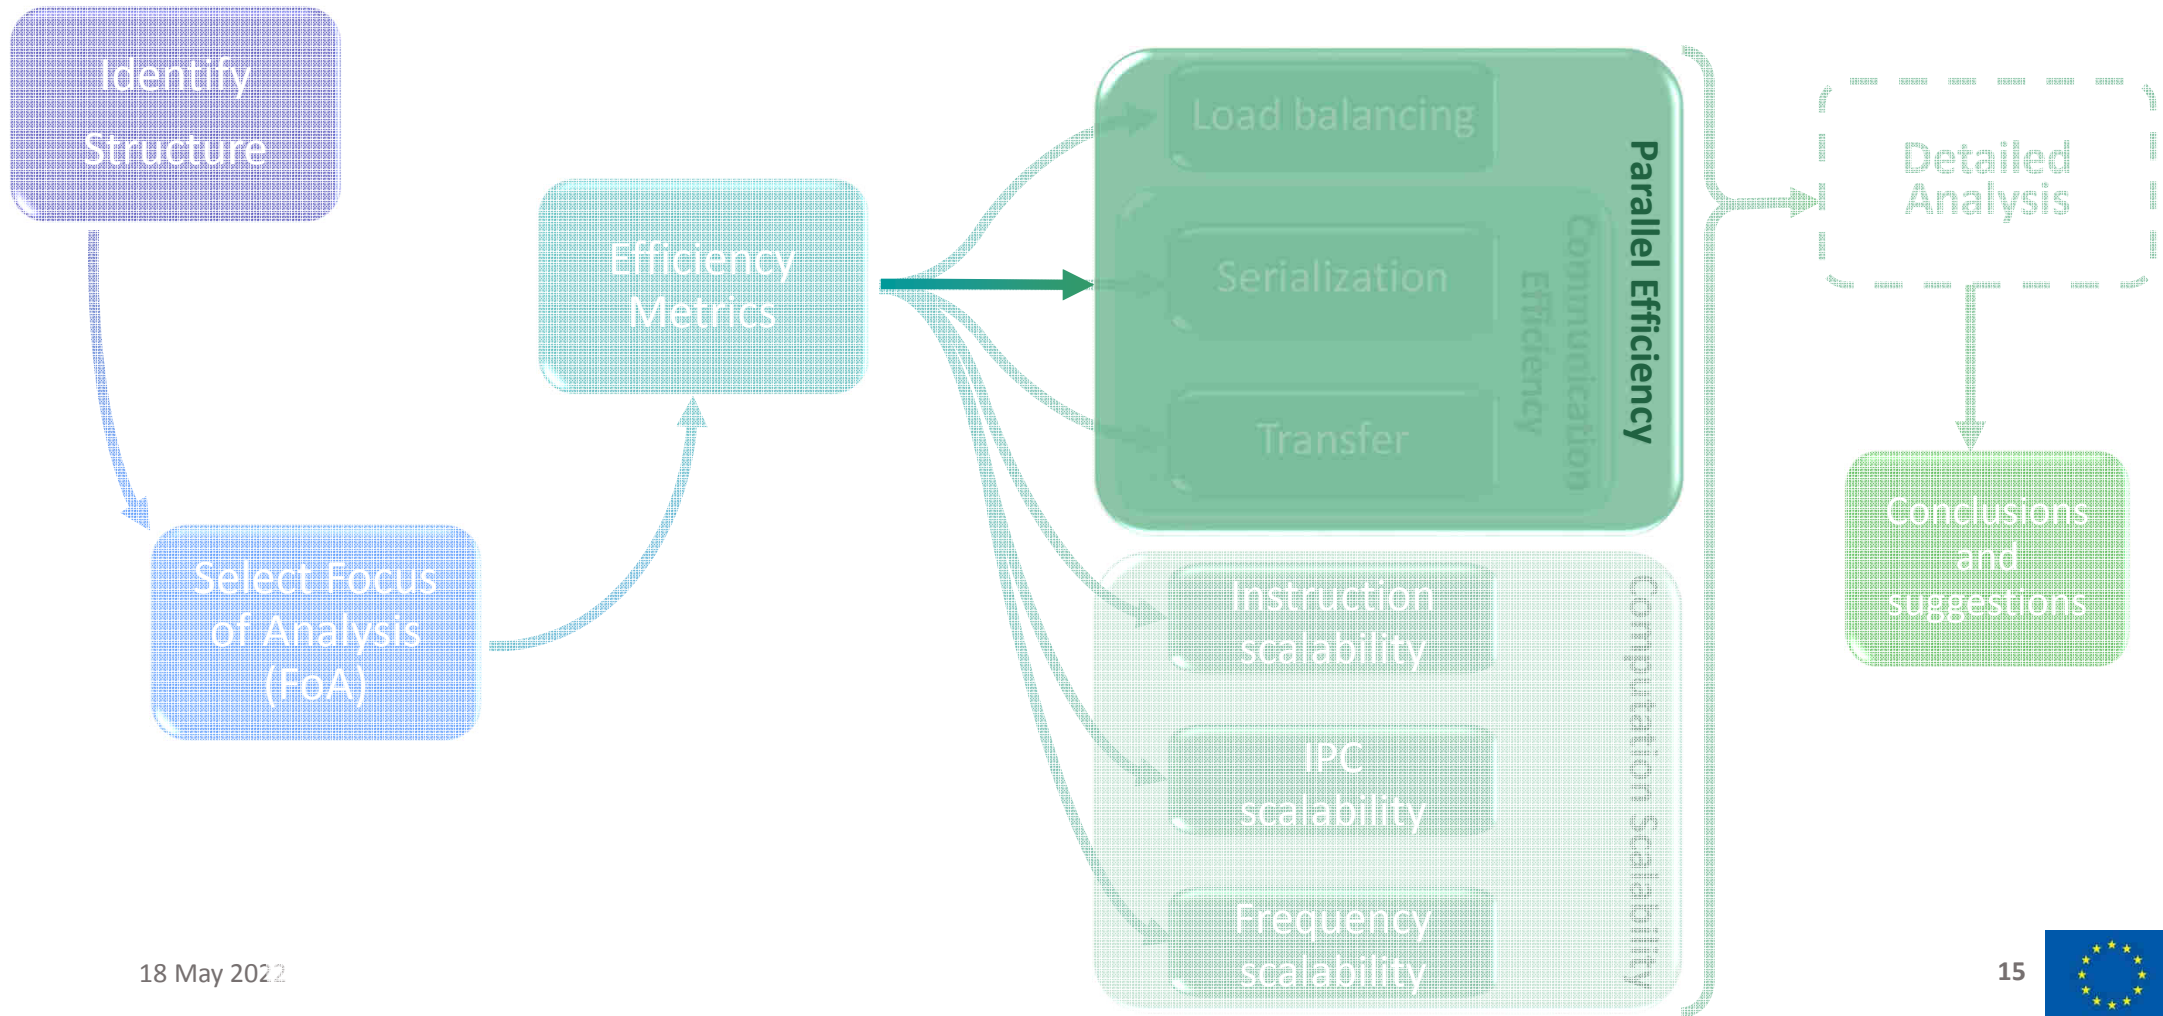 Identify
Structure
Select Focus
of Analysis
(FoA)
Efficiency
Metrics
Load balancing
Serialization
Transfer
Communication
Efficiency
Parallel Efficiency
Instruction
scalability
IPC
scalability
Frequency
scalability
Computation Scalability
Detailed
Analysis
Conclusions
and
suggestions
18 May 2022
15